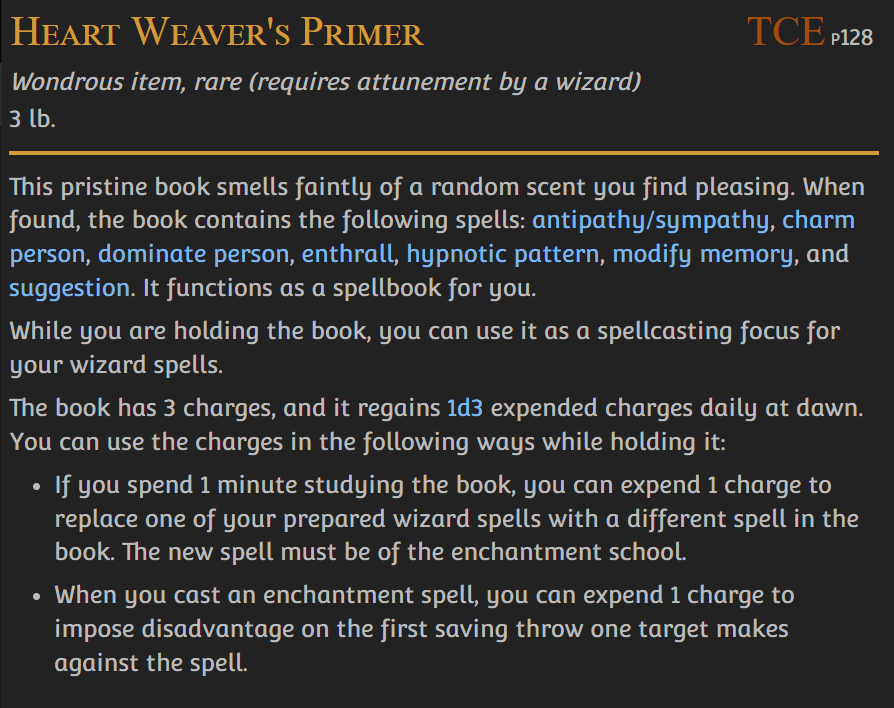 Heart Weaver's Primer TCE P128
Wondrous item, rare (requires attunement by a wizard)
3 lb.
This pristine book smells faintly of a random scent you find pleasing. When
found, the book contains the following spells: antipathy/sympathy, charm
person, dominate person, enthrall, hypnotic pattern, modify memory, and
suggestion. It functions as a spellbook for you.
While you are holding the book, you can use it as a spellcasting focus for
your wizard spells.
The book has 3 charges, and it regains 1d3 expended charges daily at dawn.
You can use the charges in the following ways while holding it:
• If you spend 1 minute studying the book, you can expend 1 charge to
replace one of your prepared wizard spells with a different spell in the
book. The new spell must be of the enchantment school.
• When you cast an enchantment spell, you can expend 1 charge to
impose disadvantage on the first saving throw one target makes
against the spell.